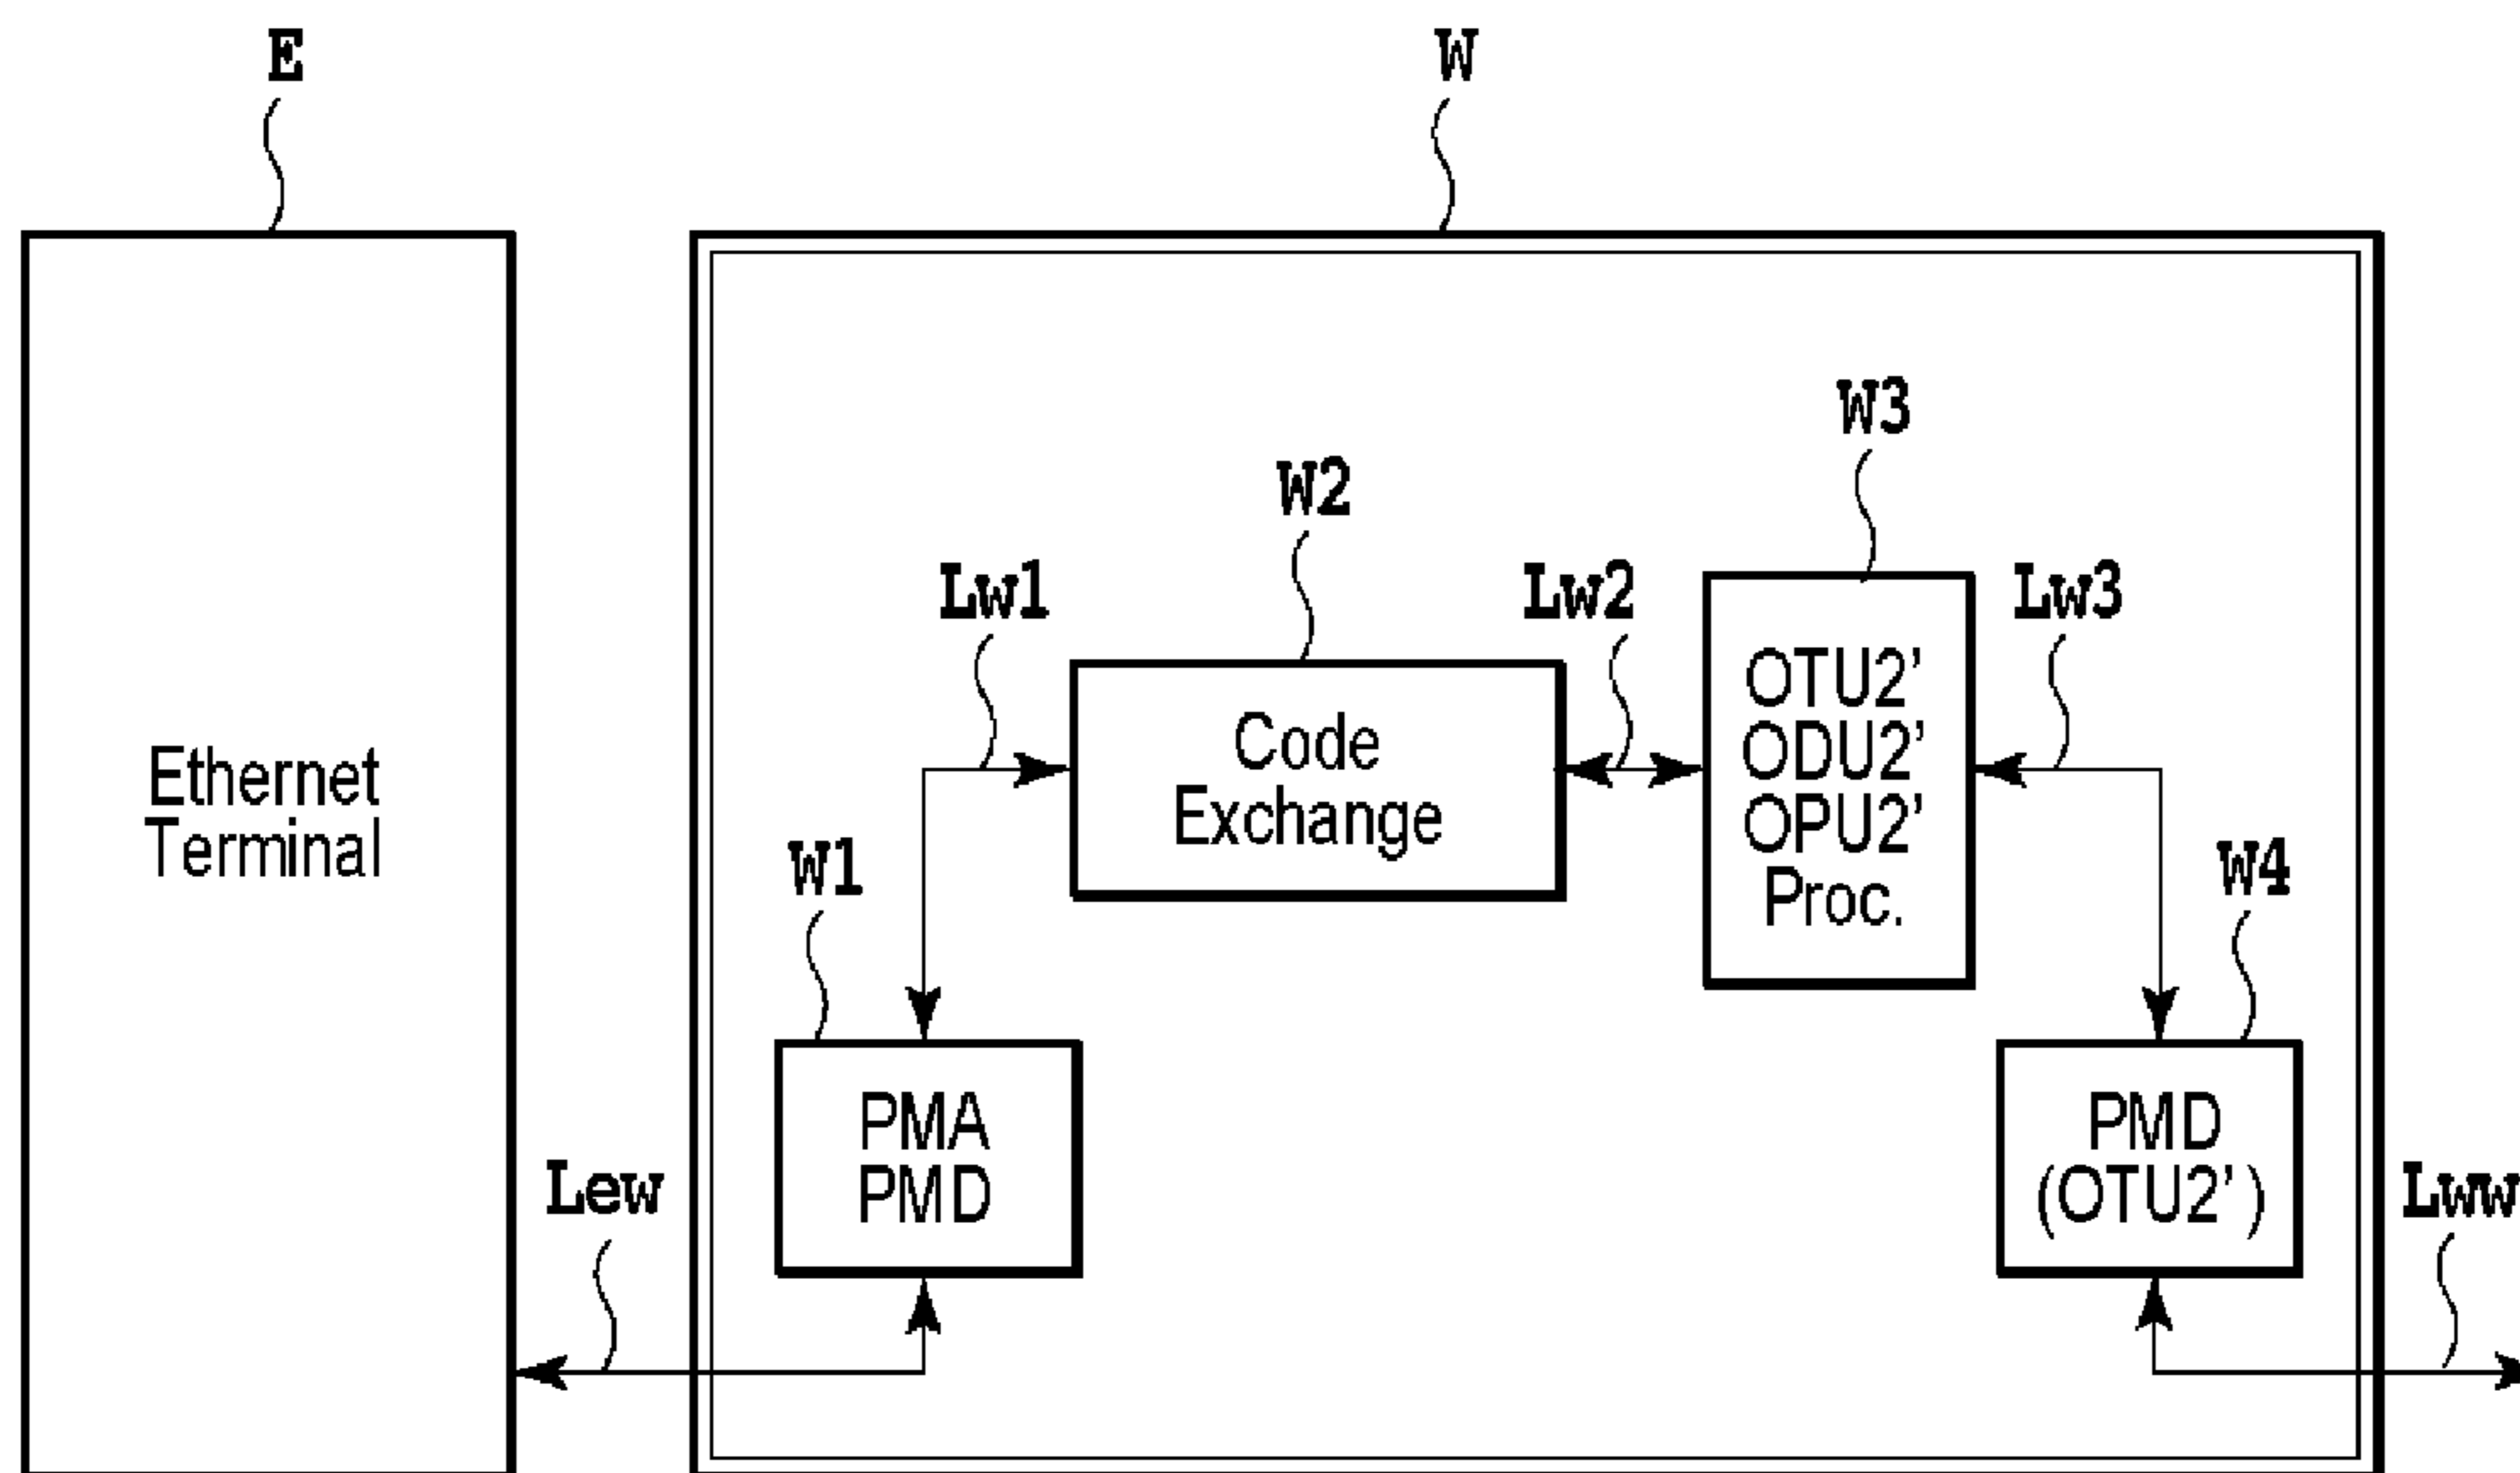 E
W
W3
W2
Lw1
Lw2
Lw3
OTU2’
ODU2’
OPU2’
Proc.
Code
Exchange
Ethernet
Terminal
W1
W4
PMA
PMD
PMD
(OTU2’)
Lew
Lww